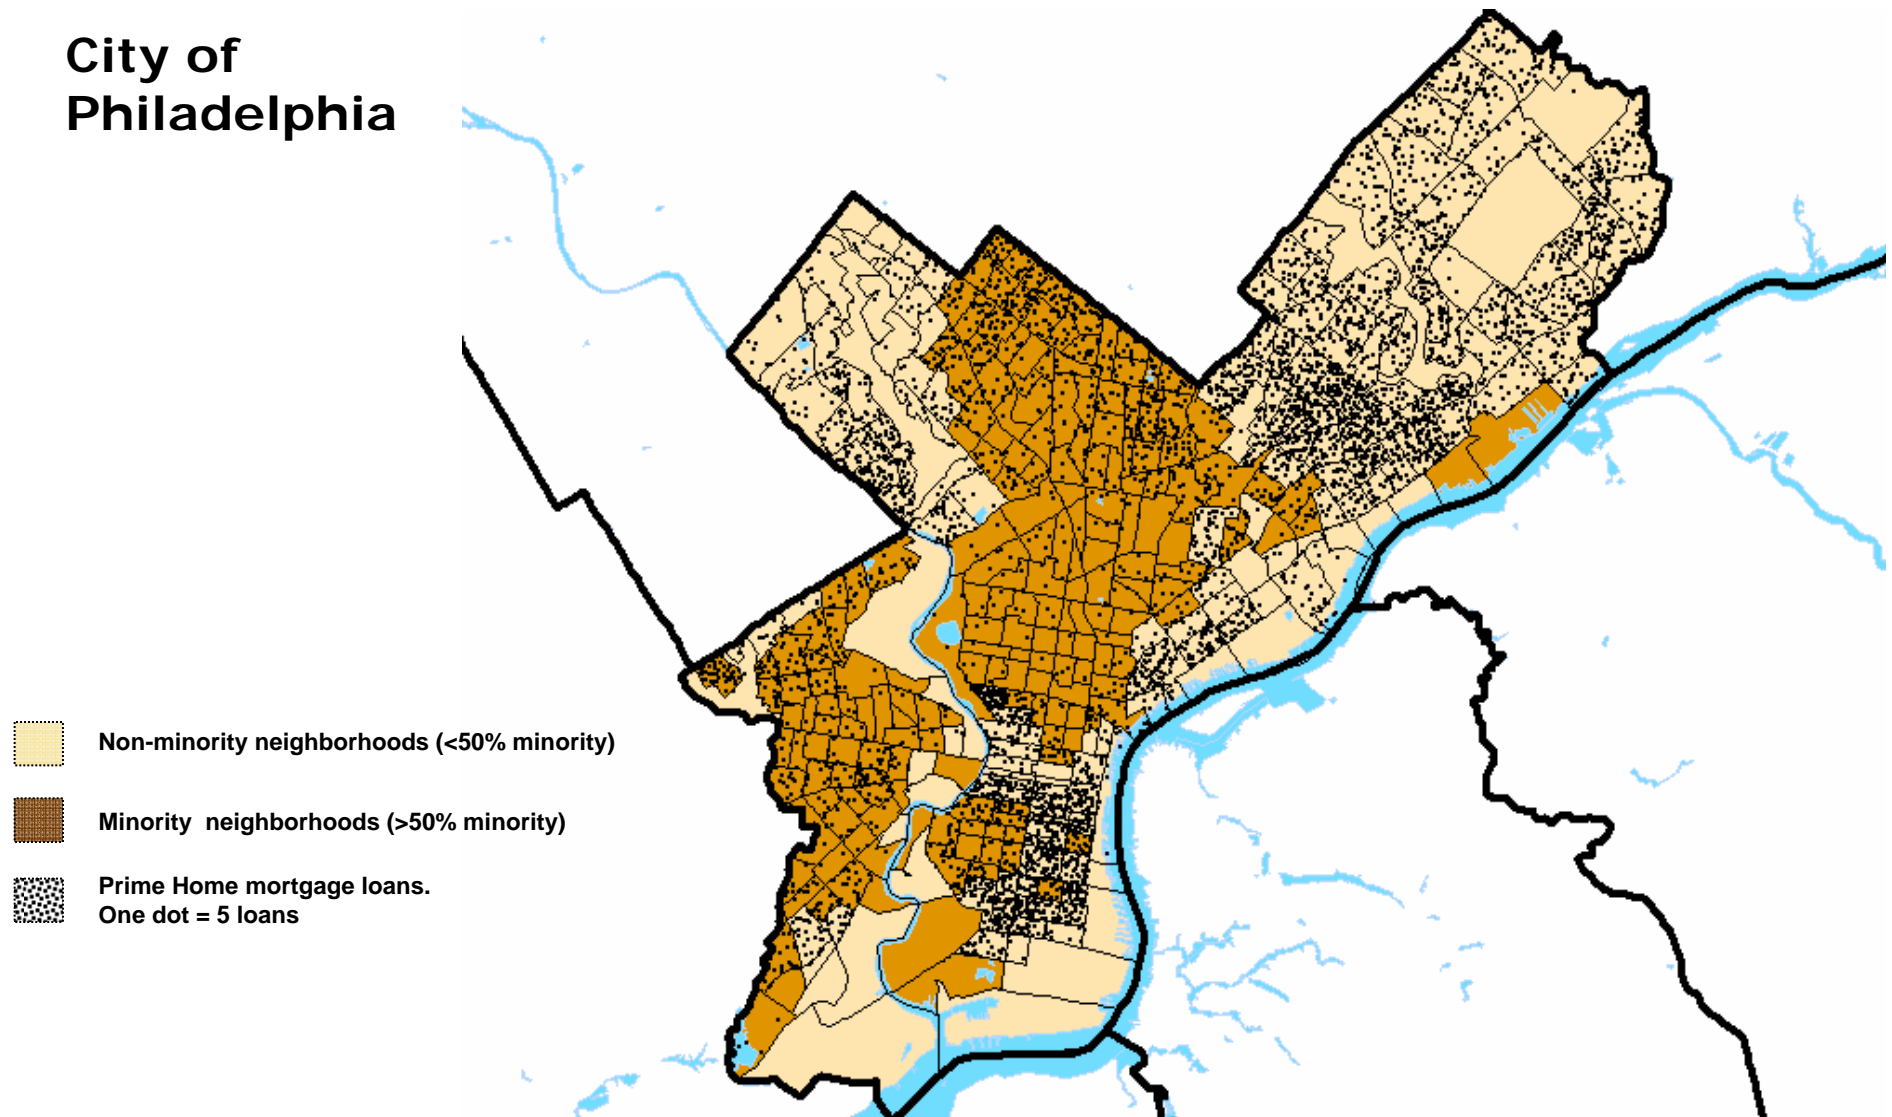 City of
Philadelphia
Non-minority neighborhoods (<50% minority)
Minority neighborhoods (>50% minority)
Prime Home mortgage loans.
One dot = 5 loans